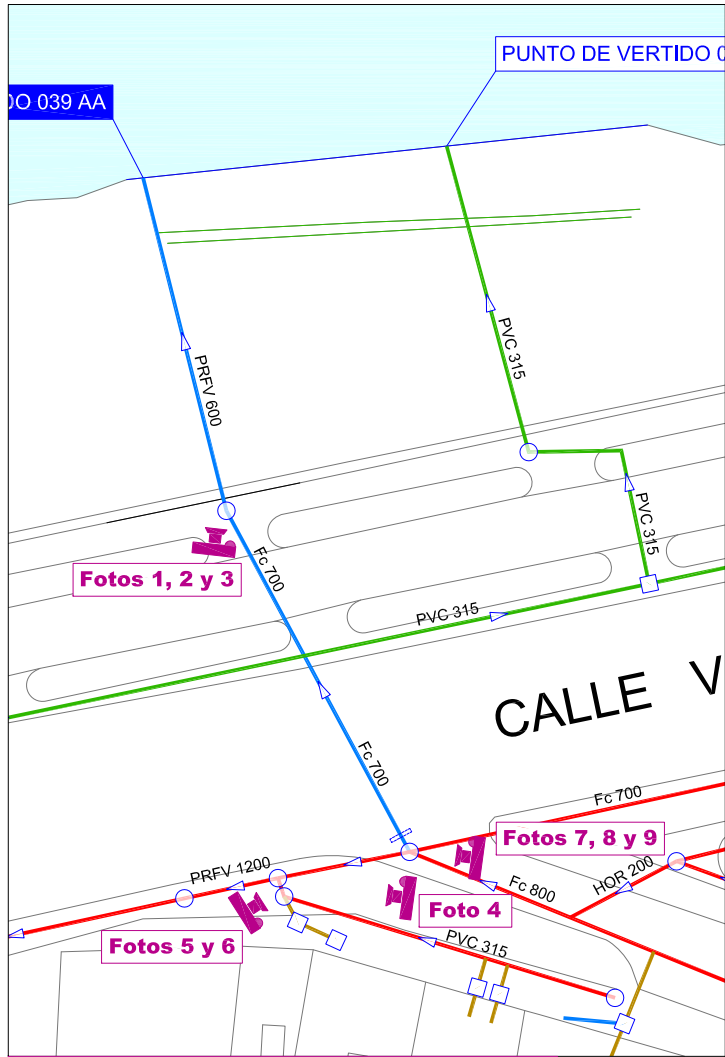 PUNTO DE VERTIDO 0
DO 039 AA
PVC 315
PRFV 600
PVC 315
Fc 700
Fotos 1, 2 y 3
PVC 315
CALLE V
Fc 700
Fc 700
Fotos 7, 8 y 9
PRFV 1200
HOR 200
Fc 800
Foto 4
Fotos 5 y 6
PVC 315